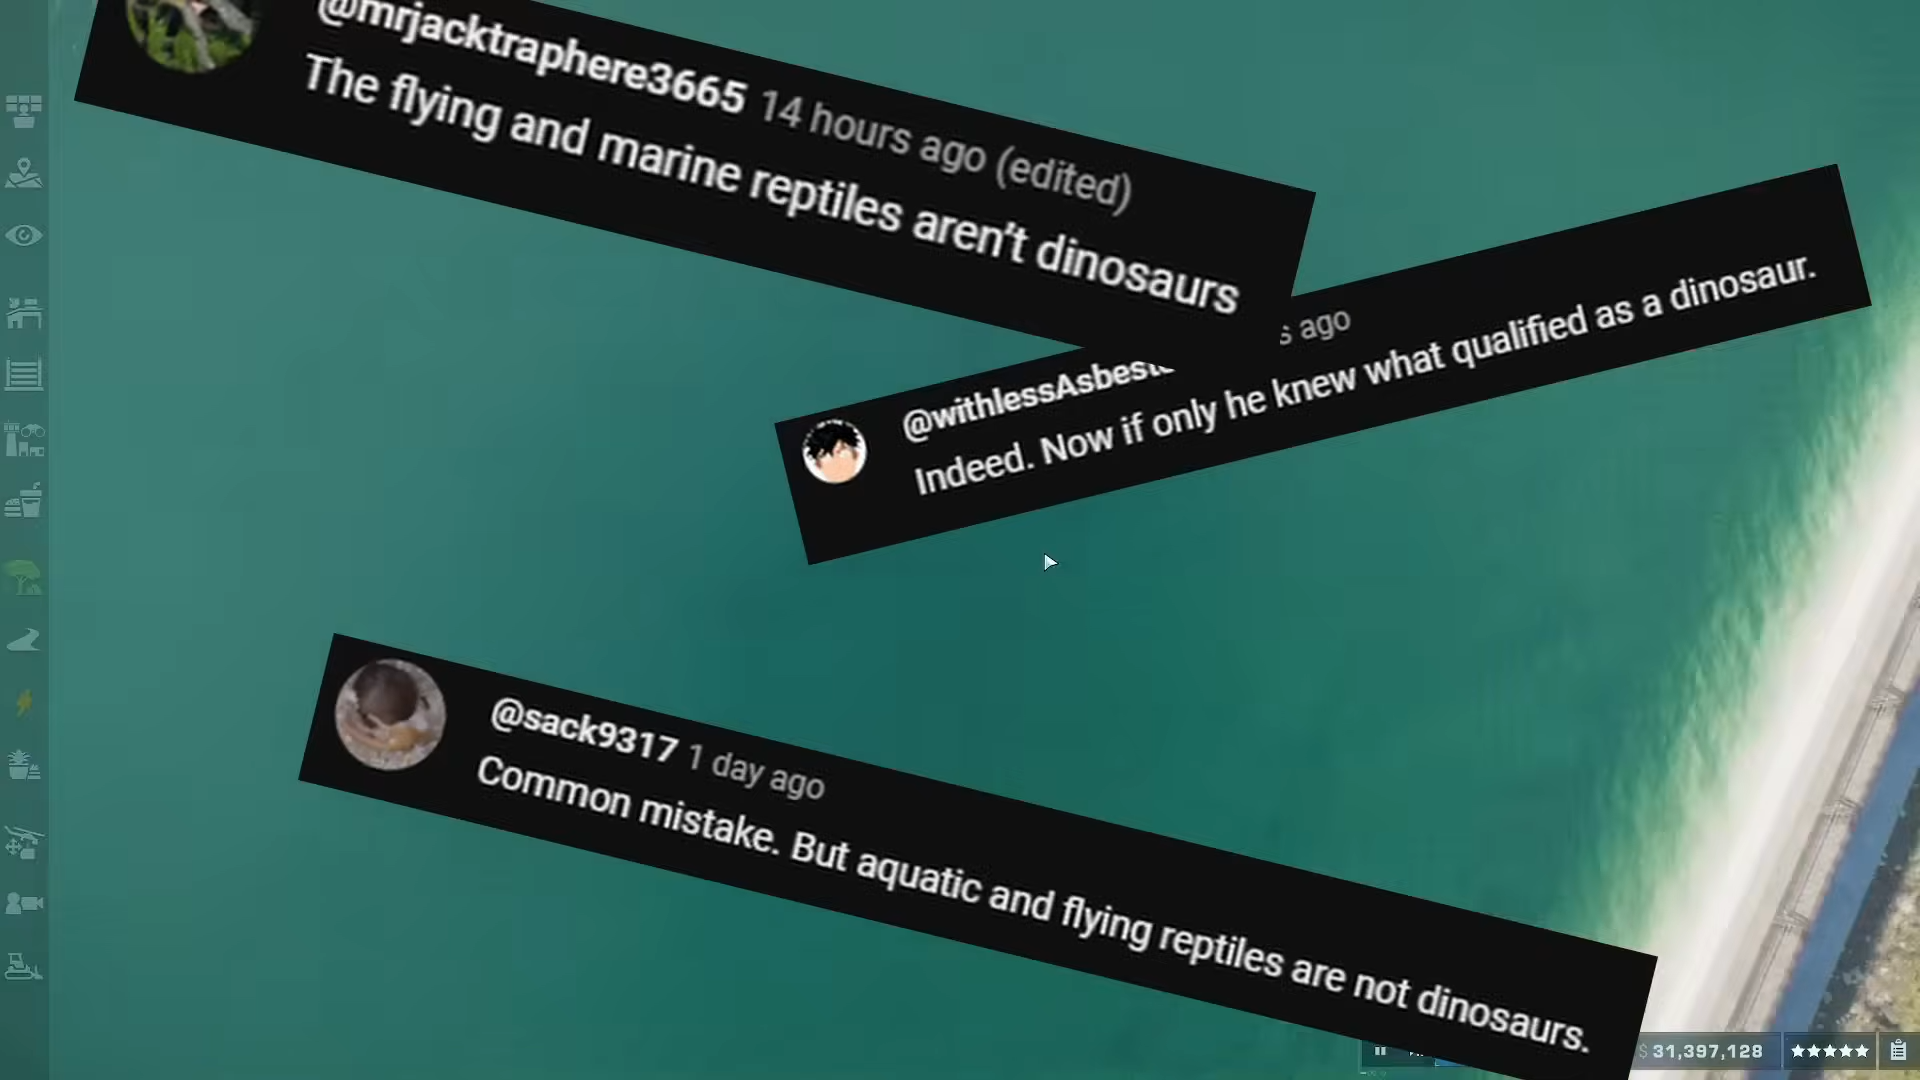 @mrjacktraphere3665 14 hours ago (edited)
The flying and marine reptiles aren't dinosaurs
ago
Indeed. Now if only he knew what qualified as a dinosaur.
@sack9317 1 day ago
Common mistake. But aquatic and flying reptiles are not dinosaurs.
$ 31,397,128